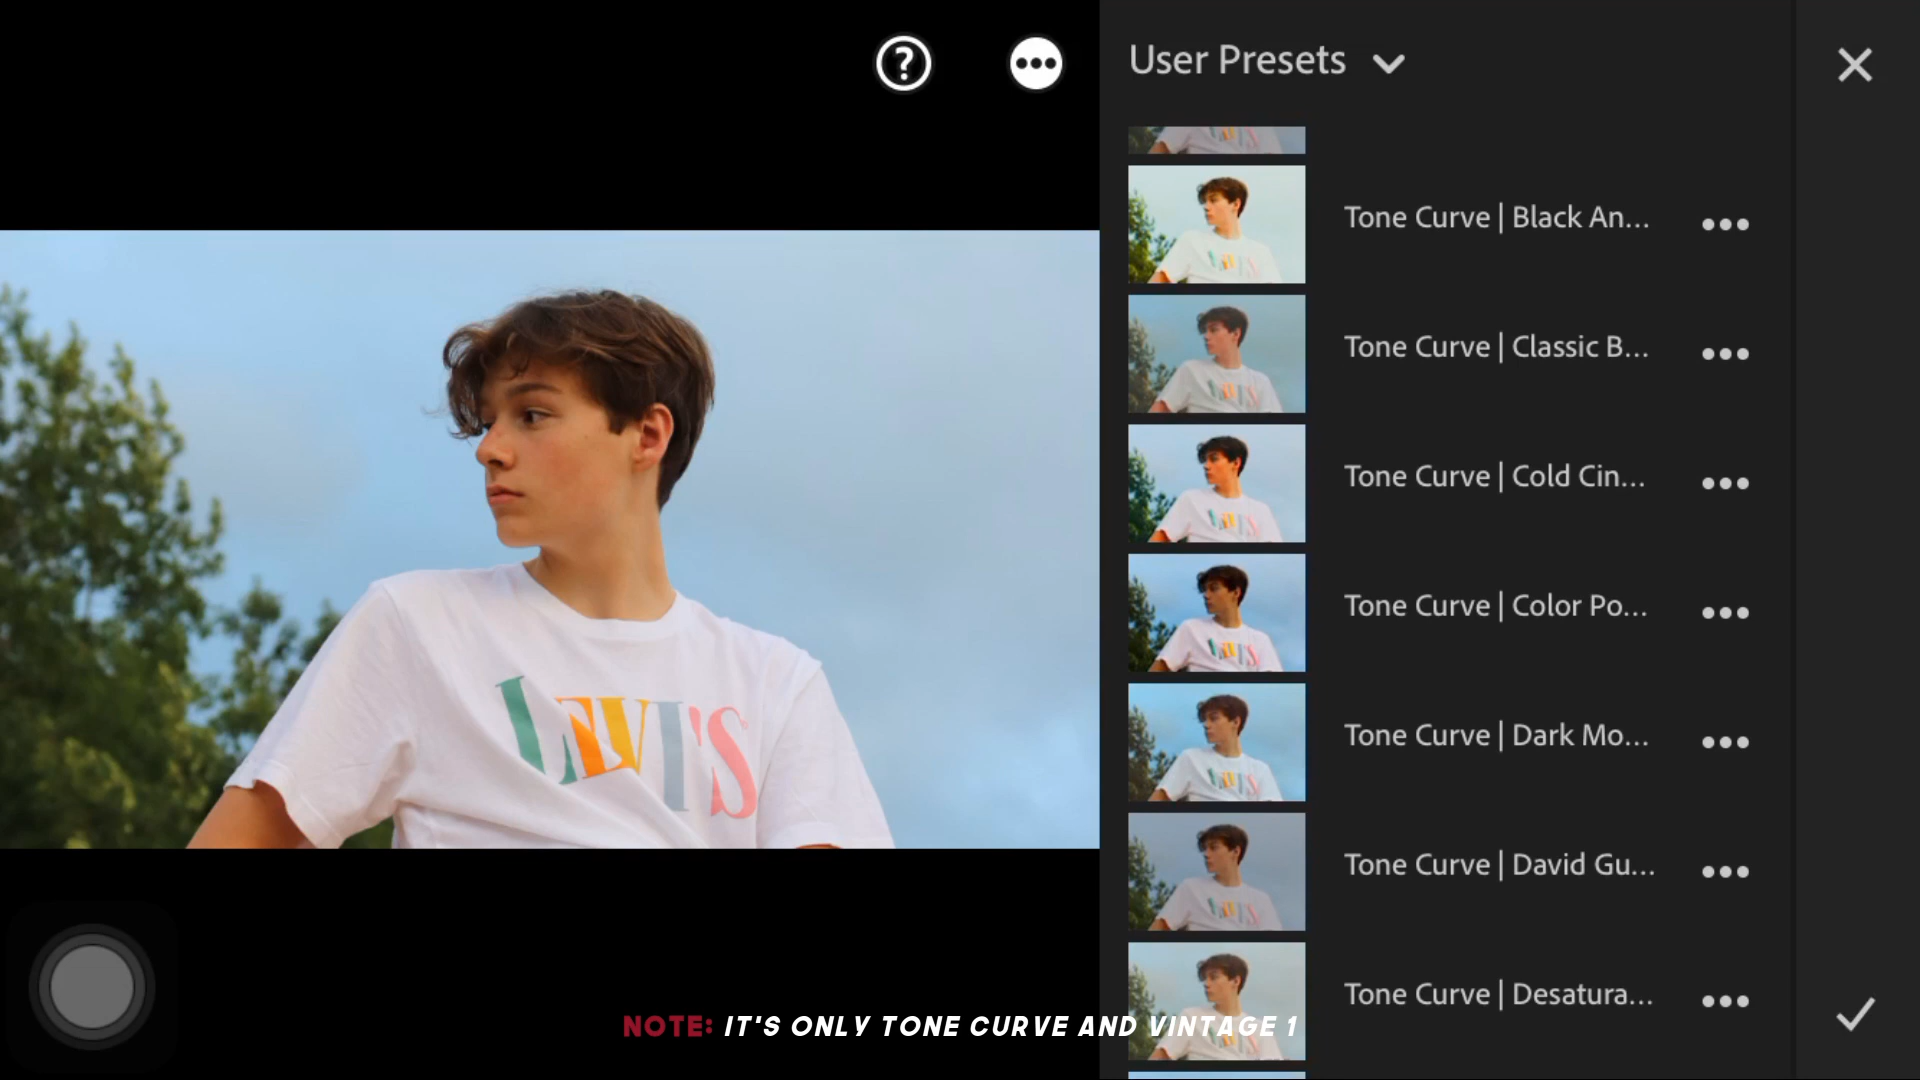 User Presets
Tone Curve | Black An...
Tone Curve | Classic B...
Tone Curve | Cold Cin...
Tone Curve | Color Po...
Tone Curve | Dark Mo...
Tone Curve | David Gu...
Tone Curve | Desatura...
LEVI'S
NOTE: IT'S ONLY TONE CURVE AND VINTAGE 1